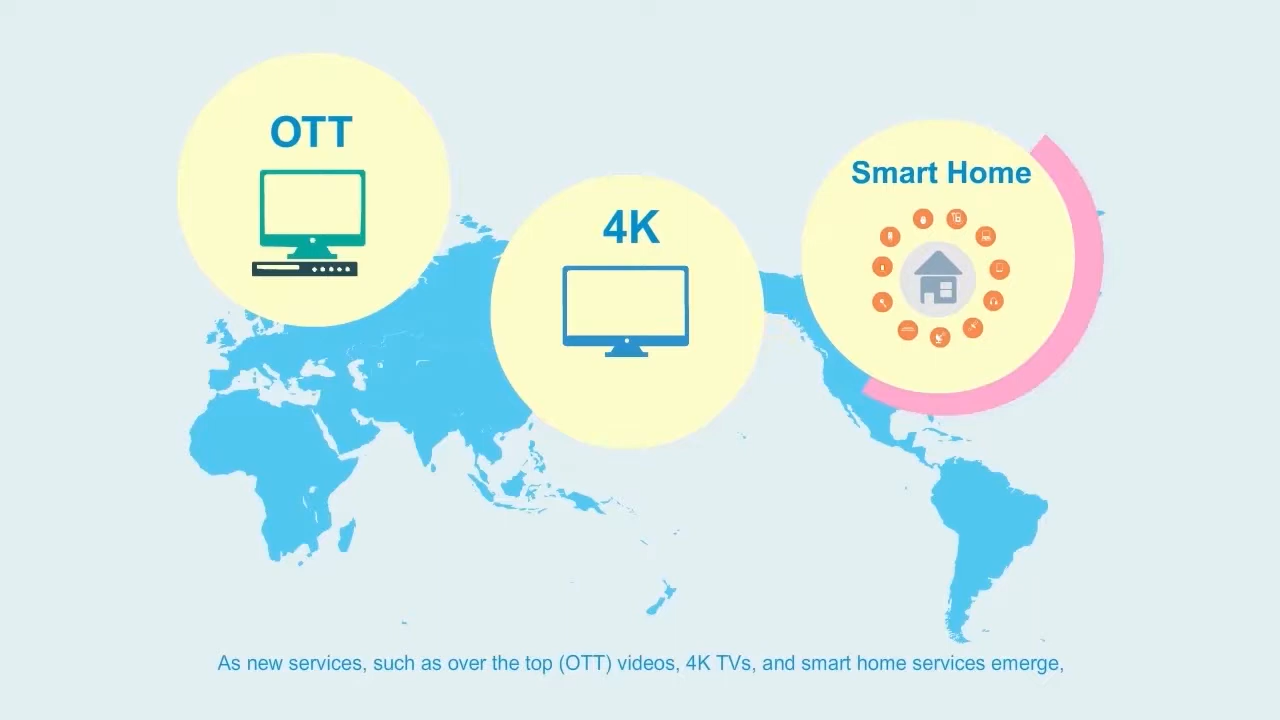 OTT
4K
Smart Home
As new services, such as over the top (OTT) videos, 4K TVs, and smart home services emerge,